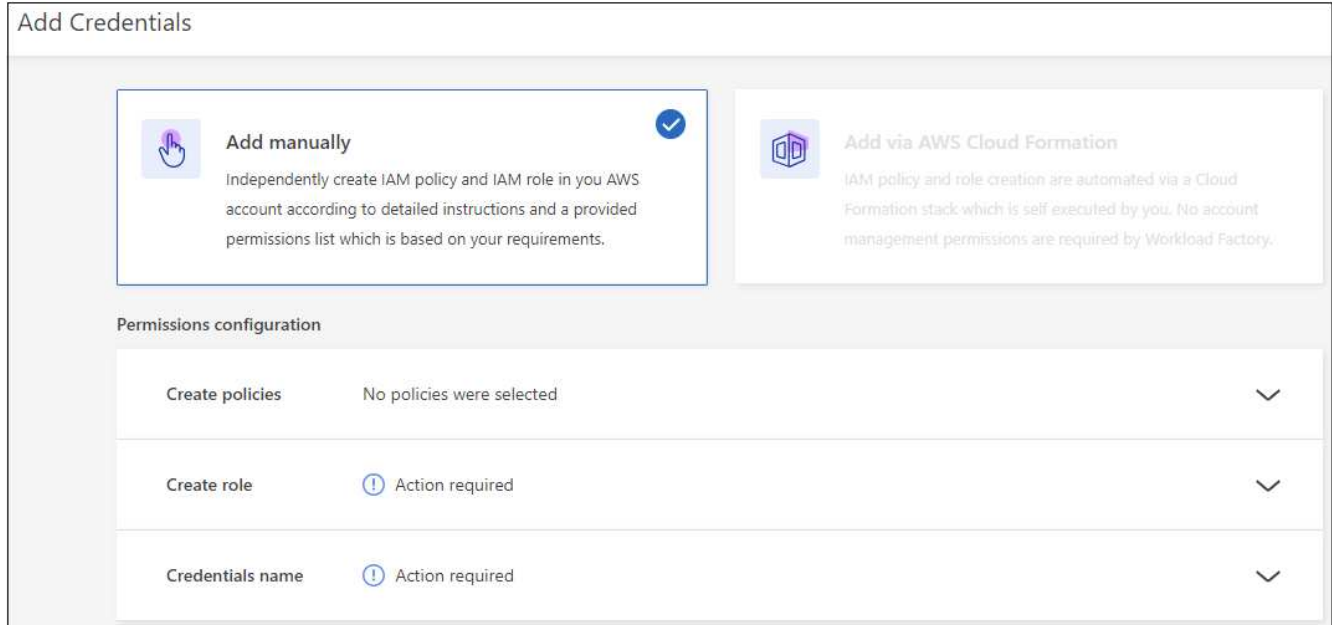 Add Credentials
Add manually
Independently create IAM policy and IAM role in you AWS
account according to detailed instructions and a provided
permissions list which is based on your requirements.
Add via AWS Cloud Formation
IAM policy and role creation are automated via a Cloud
Formation stack which is self executed by you. No account
management permissions are required by Workload Factory.
Permissions configuration
Create policies No policies were selected
Create role Action required
Credentials name Action required